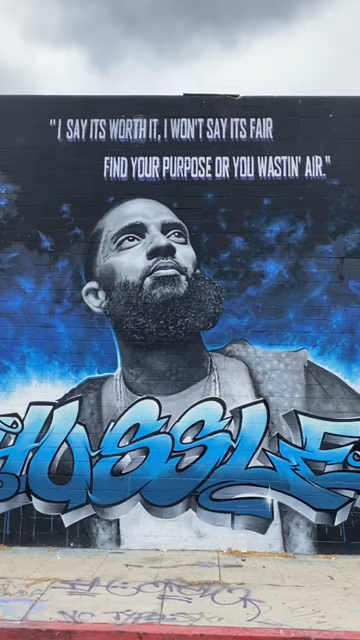 "I SAY ITS WORTH IT, I WON'T SAY ITS FAIR
FIND YOUR PURPOSE OR YOU WASTIN' AIR."
HUSSLE